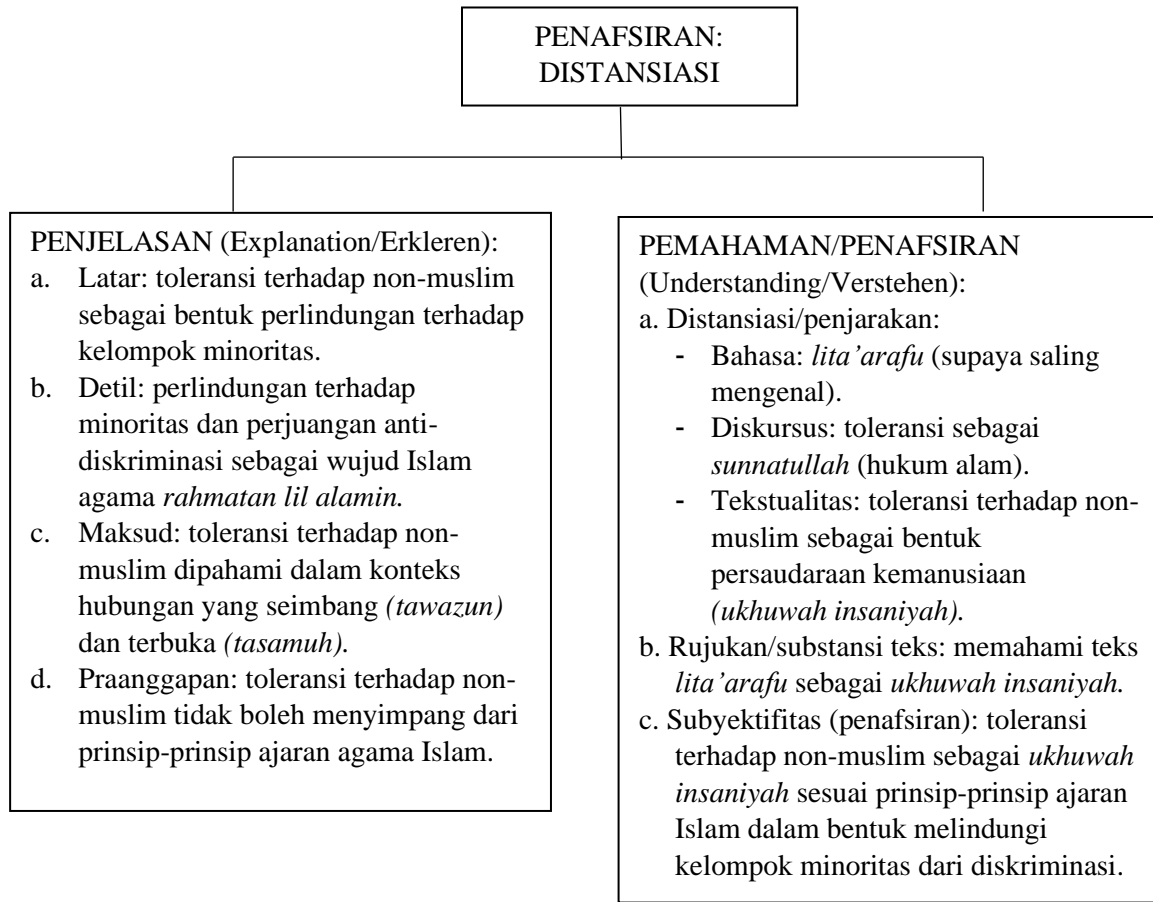 PENAFSIRAN:
DISTANSIASI
PENJELASAN (Explanation/Erkleren):
a. Latar: toleransi terhadap non-muslim
sebagai bentuk perlindungan terhadap
kelompok minoritas.
b. Detil: perlindungan terhadap
minoritas dan perjuangan anti-
diskriminasi sebagai wujud Islam
agama rahmatan lil alamin.
c. Maksud: toleransi terhadap non-
muslim dipahami dalam konteks
hubungan yang seimbang (tawazun)
dan terbuka (tasamuh).
d. Praanggapan: toleransi terhadap non-
muslim tidak boleh menyimpang dari
prinsip-prinsip ajaran agama Islam.
PEMAHAMAN/PENAFSIRAN
(Understanding/Verstehen):
a. Distansiasi/penjarakan:
- Bahasa: lita’arafu (supaya saling
mengenal).
- Diskursus: toleransi sebagai
sunnatullah (hukum alam).
- Tekstualitas: toleransi terhadap non-
muslim sebagai bentuk
persaudaraan kemanusiaan
(ukhuwah insaniyah).
b. Rujukan/substansi teks: memahami teks
lita’arafu sebagai ukhuwah insaniyah.
c. Subyektifitas (penafsiran): toleransi
terhadap non-muslim sebagai ukhuwah
insaniyah sesuai prinsip-prinsip ajaran
Islam dalam bentuk melindungi
kelompok minoritas dari diskriminasi.